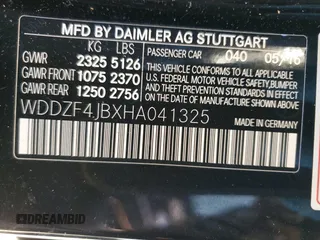 MFD BY DAIMLER AG STUTTGART
KG LBS PASSENGER CAR 040 05/16
GVWR 2325 5126 THIS VEHICLE CONFORMS TO ALL APPLICABLE
GAWR FRONT 1075 2370 U.S. FEDERAL MOTOR VEHICLE SAFETY,BUMPER
GAWR REAR 1250 2756 AND THEFT PREVENTION STANDARDS IN EFFECT
ON THE DATE OF MANUFACTURE SHOWN ABOVE.
WDDZF4JBXHA041325
MADE IN GERMANY
DREAMBID